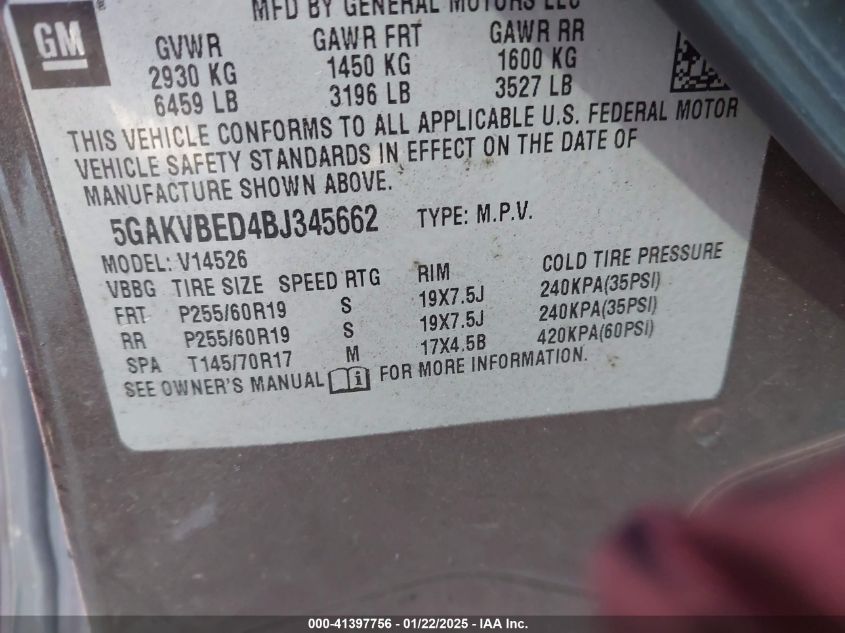 MFD BY GENERAL MOTORS LLC
GM ®
GVWR GAWR FRT GAWR RR
2930 KG 1450 KG 1600 KG
6459 LB 3196 LB 3527 LB
THIS VEHICLE CONFORMS TO ALL APPLICABLE U.S. FEDERAL MOTOR
VEHICLE SAFETY STANDARDS IN EFFECT ON THE DATE OF
MANUFACTURE SHOWN ABOVE.
5GAKVBED4BJ345662 TYPE: M.P.V.
MODEL: V14526
VBBG TIRE SIZE SPEED RTG RIM COLD TIRE PRESSURE
FRT P255/60R19 S 19X7.5J 240KPA(35PSI)
RR P255/60R19 S 19X7.5J 240KPA(35PSI)
SPA T145/70R17 M 17X4.5B 420KPA(60PSI)
SEE OWNER'S MANUAL i FOR MORE INFORMATION.
000-41397756 - 01/22/2025 - IAA Inc.